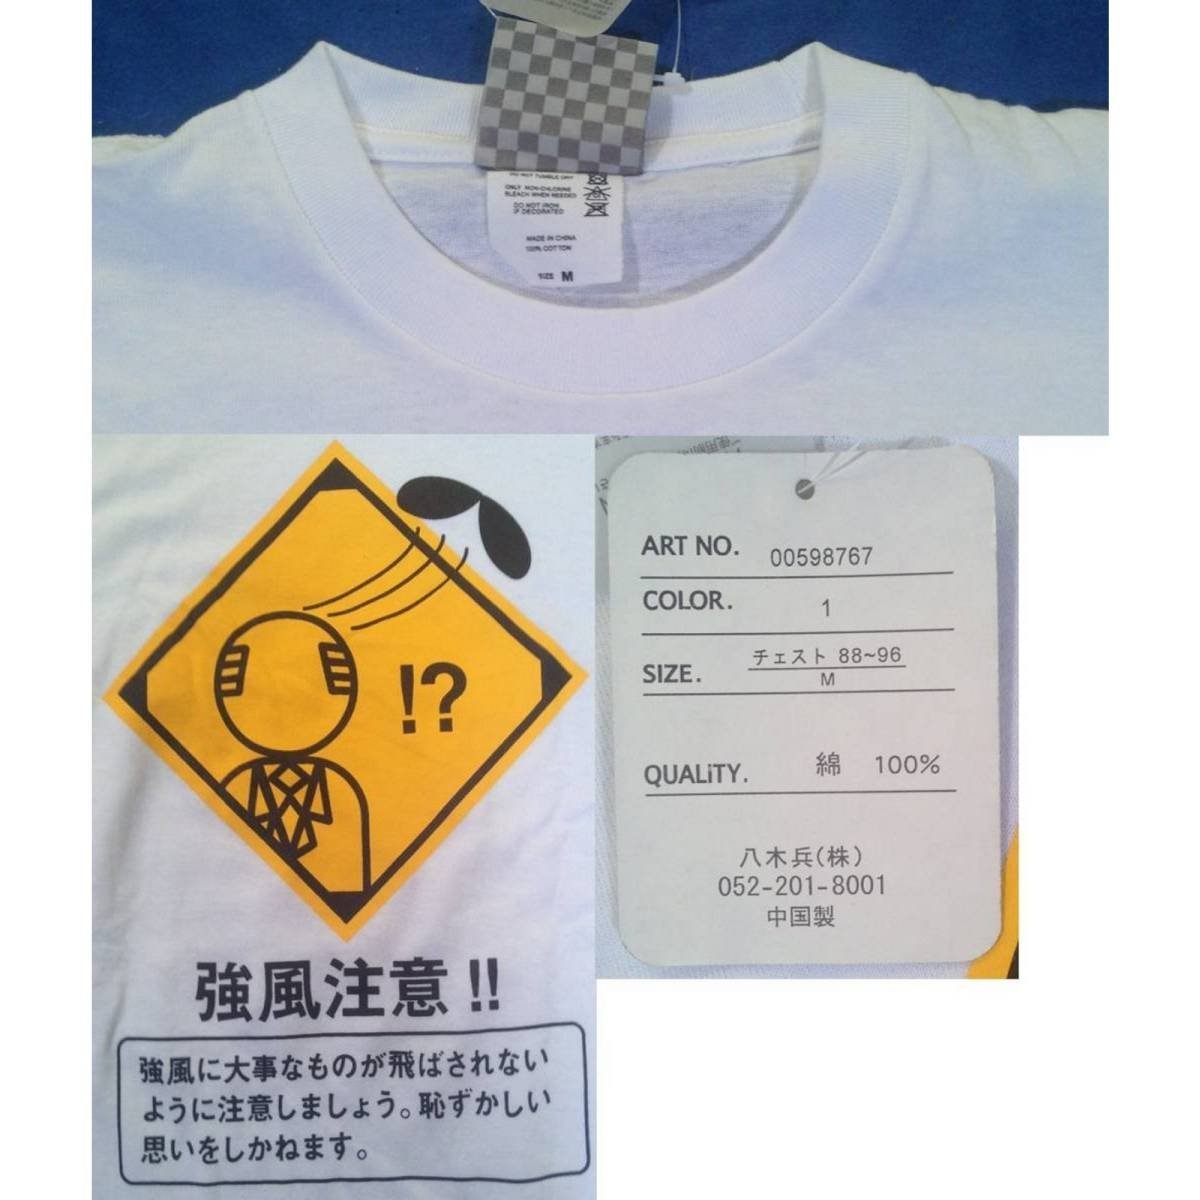 DO NOT TUMBLE DRY
ONLY NON-CHLORINE
BLEACH WHEN NEEDED
DO NOT IRON
IF DECORATED
MADE IN CHINA
100% COTTON
SIZE M
!?
強風注意!!
強風に大事なものが飛ばされない
ように注意しましょう。恥ずかしい
思いをしかねます。
ART NO. 00598767
COLOR. 1
SIZE. チェスト 88~96
M
QUALiTY. 綿 100%
八木兵(株)
052-201-8001
中国製